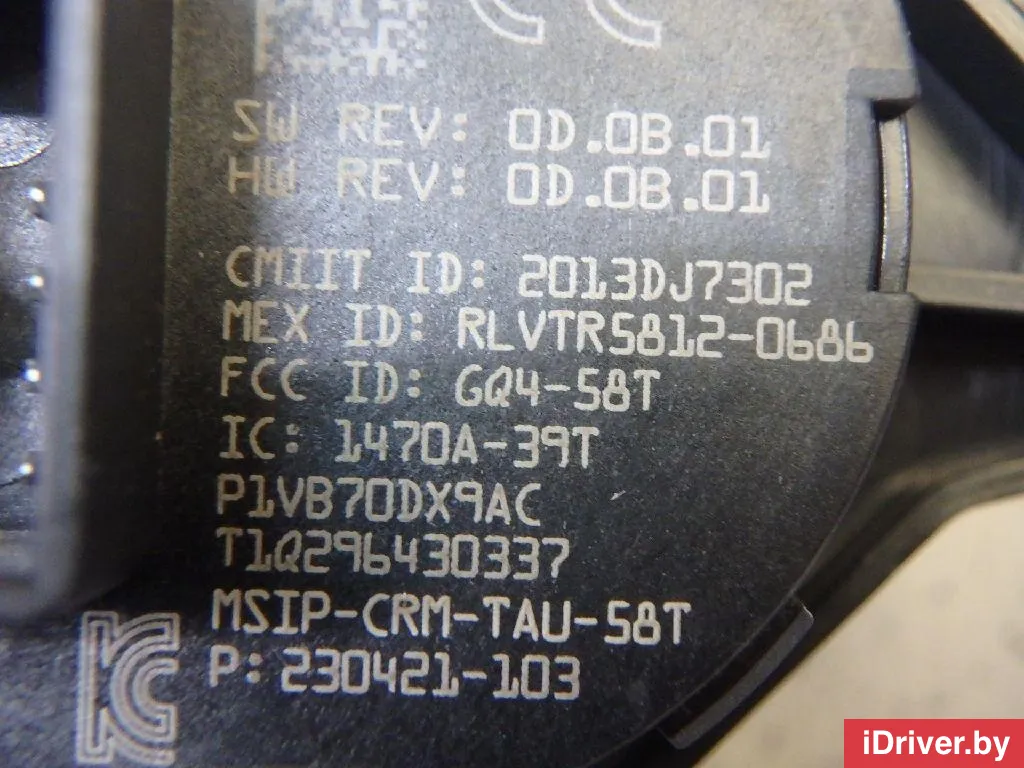 SW REV: 0D.0B.01
HW REV: 0D.0B.01
CMIIT ID: 2013DJ7302
MEX ID: RLVTR5812-0686
FCC ID: GQ4-58T
IC: 1470A-39T
P1VB70DX9AC
T1Q296430337
MSIP-CRM-TAU-58T
P: 230421-103
iDriver.by